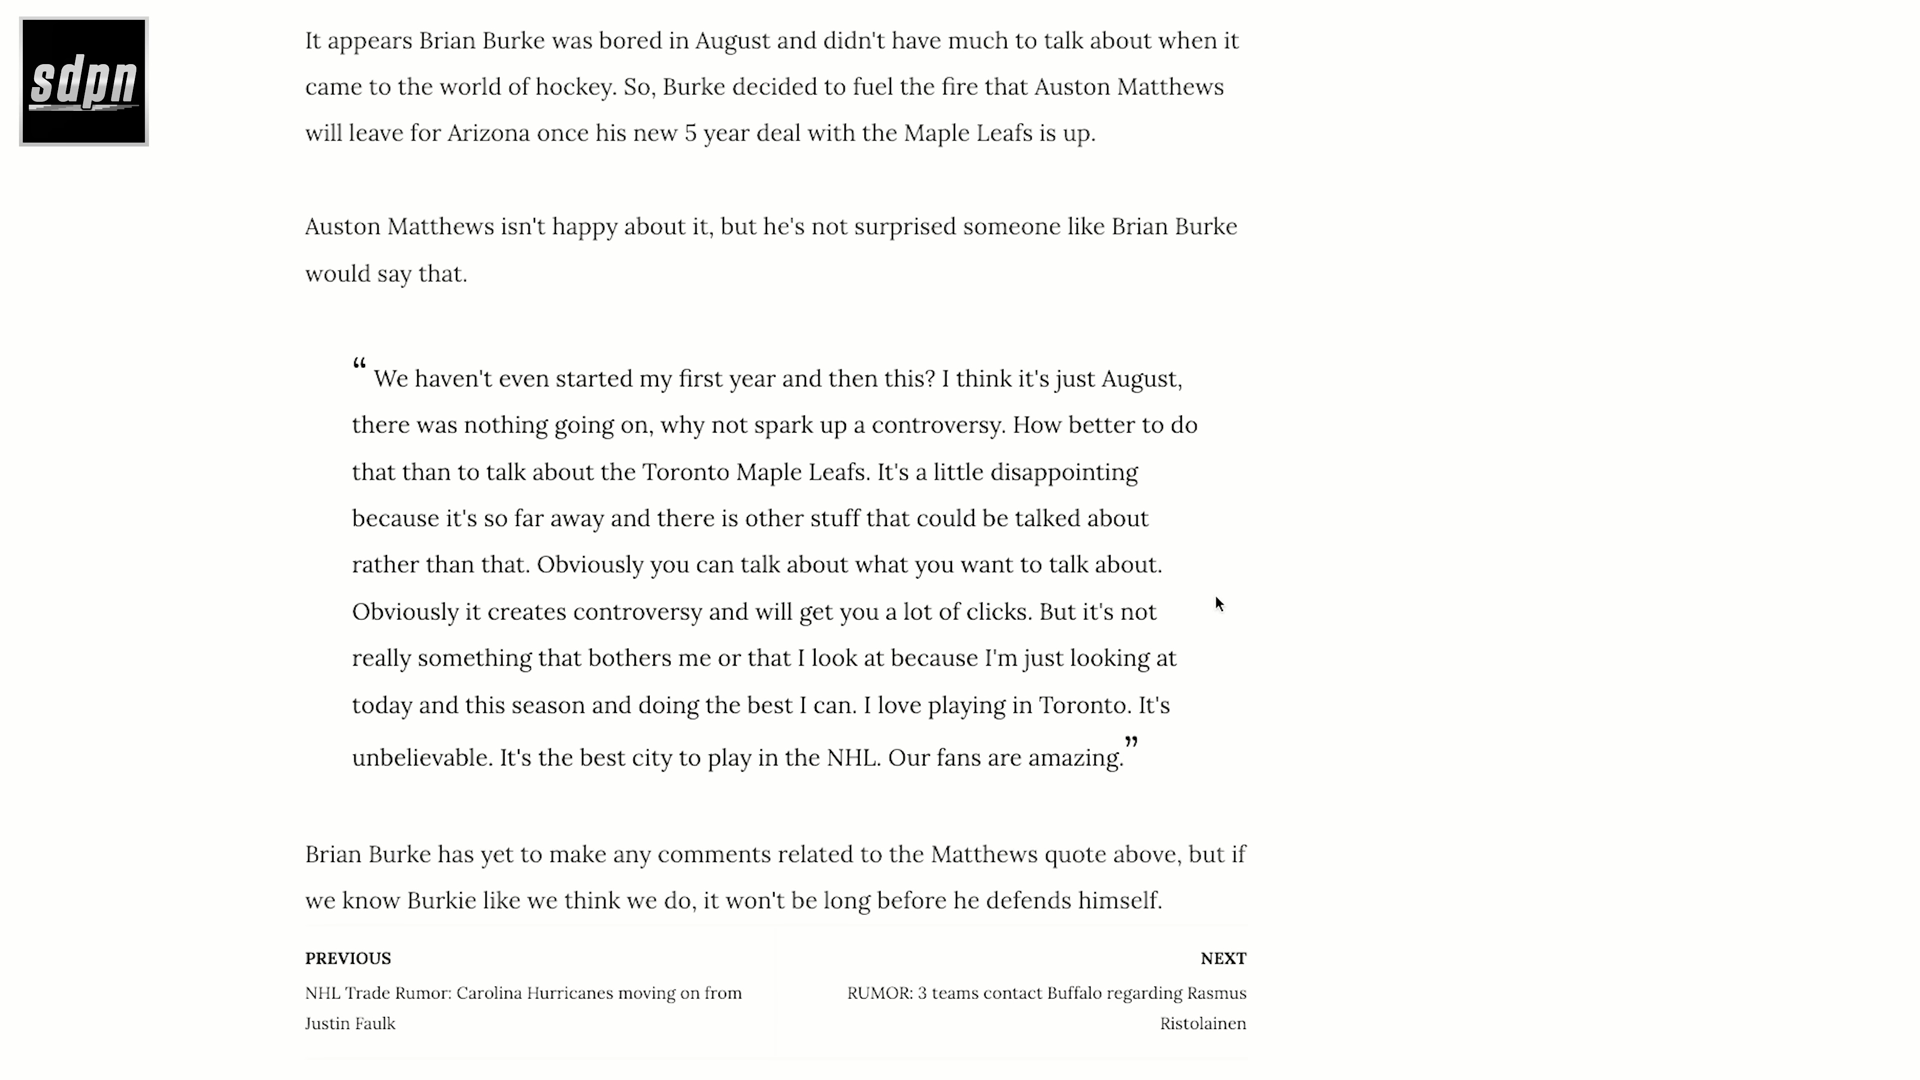 sdpn
It appears Brian Burke was bored in August and didn't have much to talk about when it
came to the world of hockey. So, Burke decided to fuel the fire that Auston Matthews
will leave for Arizona once his new 5 year deal with the Maple Leafs is up.
Auston Matthews isn't happy about it, but he's not surprised someone like Brian Burke
would say that.
“ We haven't even started my first year and then this? I think it's just August,
there was nothing going on, why not spark up a controversy. How better to do
that than to talk about the Toronto Maple Leafs. It's a little disappointing
because it's so far away and there is other stuff that could be talked about
rather than that. Obviously you can talk about what you want to talk about.
Obviously it creates controversy and will get you a lot of clicks. But it's not
really something that bothers me or that I look at because I'm just looking at
today and this season and doing the best I can. I love playing in Toronto. It's
unbelievable. It's the best city to play in the NHL. Our fans are amazing.”
Brian Burke has yet to make any comments related to the Matthews quote above, but if
we know Burkie like we think we do, it won't be long before he defends himself.
PREVIOUS
NHL Trade Rumor: Carolina Hurricanes moving on from
Justin Faulk
NEXT
RUMOR: 3 teams contact Buffalo regarding Rasmus
Ristolainen